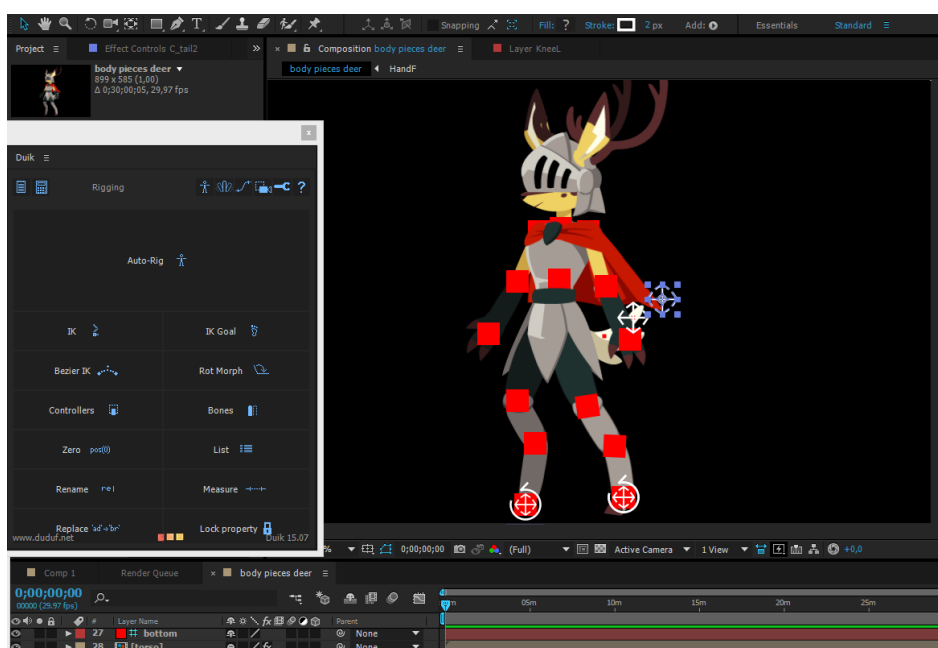 Snapping Fill: ? Stroke: 2 px Add: Essentials Standard
Project Effect Controls C_tail2 » × Composition body pieces deer Layer KneeL
body pieces deer
899 x 585 (1,00)
Δ 0;30;00;05, 29,97 fps
body pieces deer HandF
x
Duik
Rigging ?
Auto-Rig
IK IK Goal
Bezier IK Rot Morph
Controllers Bones
Zero pos(0) List
Rename Measure
Replace Lock property
www.duduf.net Duik 15.07
% 0;00;00;00 (Full) Active Camera 1 View +0,0
Comp 1 Render Queue × body pieces deer
0;00;00;00
00000 (29.97 fps)
05m 10m 15m 20m 25m
# Layer Name fx Parent
27 bottom None
28 [torso] None